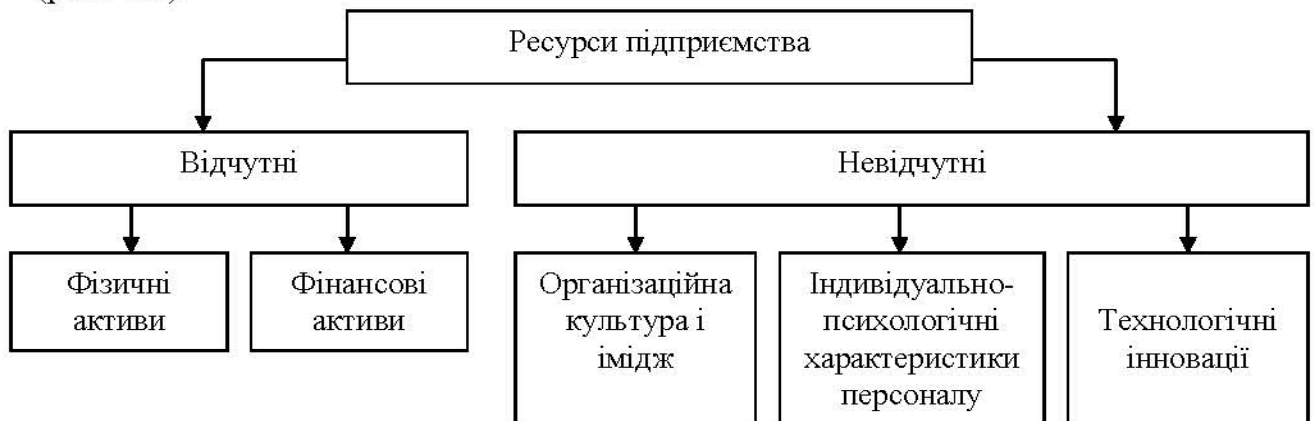 Ресурси підприємства
Відчутні
Невідчутні
Фізичні
активи
Фінансові
активи
Організаційна
культура і
імідж
Індивідуально-
психологічні
характеристики
персоналу
Технологічні
інновації